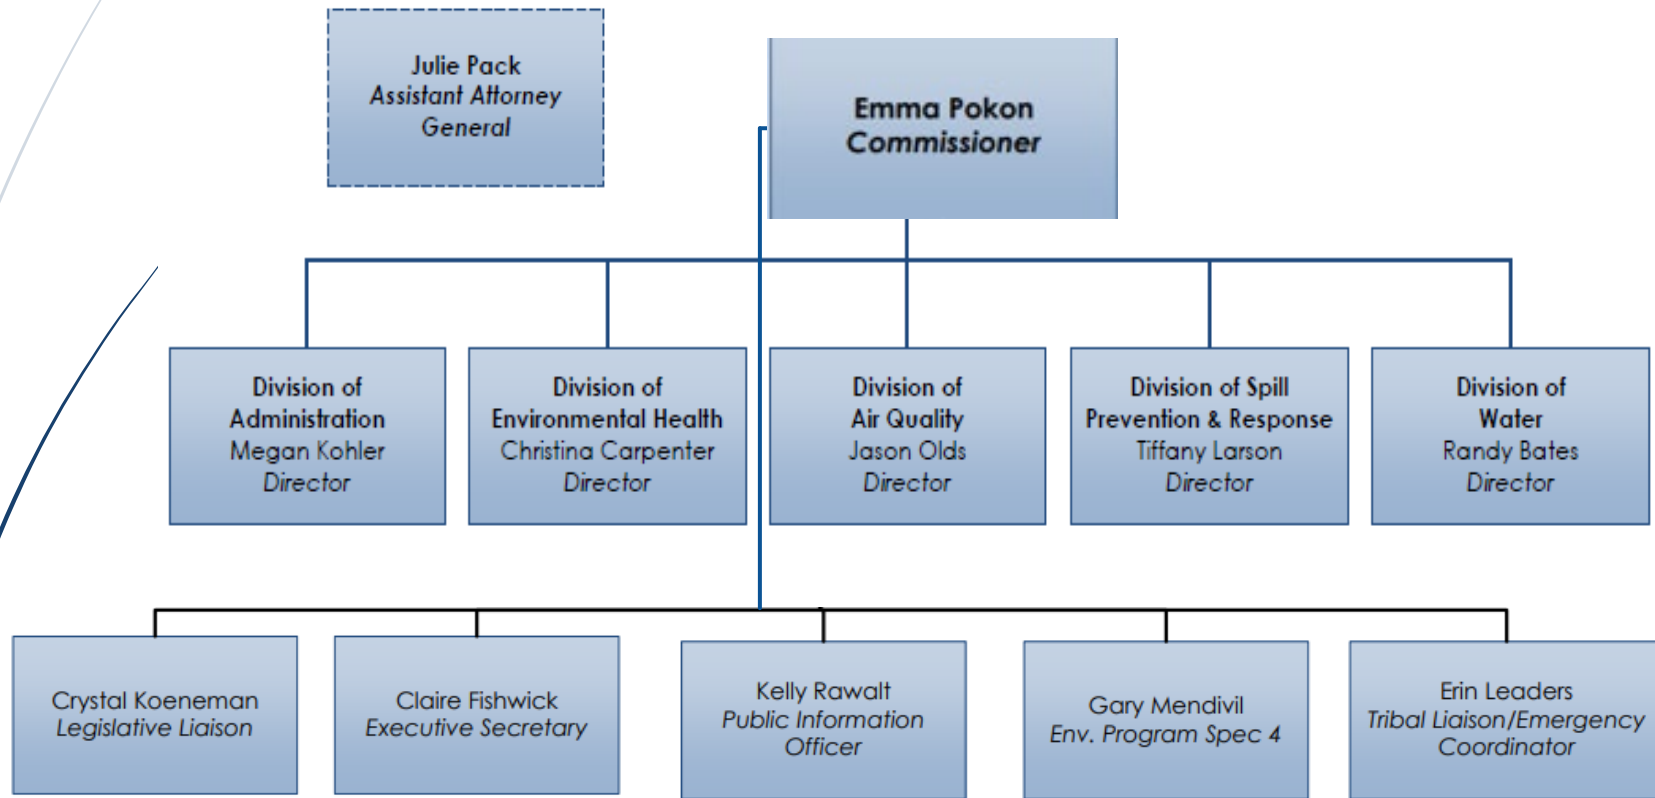 Julie Pack
Assistant Attorney
General
Emma Pokon
Commissioner
Division of
Administration
Megan Kohler
Director
Division of
Environmental Health
Christina Carpenter
Director
Division of
Air Quality
Jason Olds
Director
Division of Spill
Prevention & Response
Tiffany Larson
Director
Division of
Water
Randy Bates
Director
Crystal Koeneman
Legislative Liaison
Claire Fishwick
Executive Secretary
Kelly Rawalt
Public Information
Officer
Gary Mendivil
Env. Program Spec 4
Erin Leaders
Tribal Liaison/Emergency
Coordinator